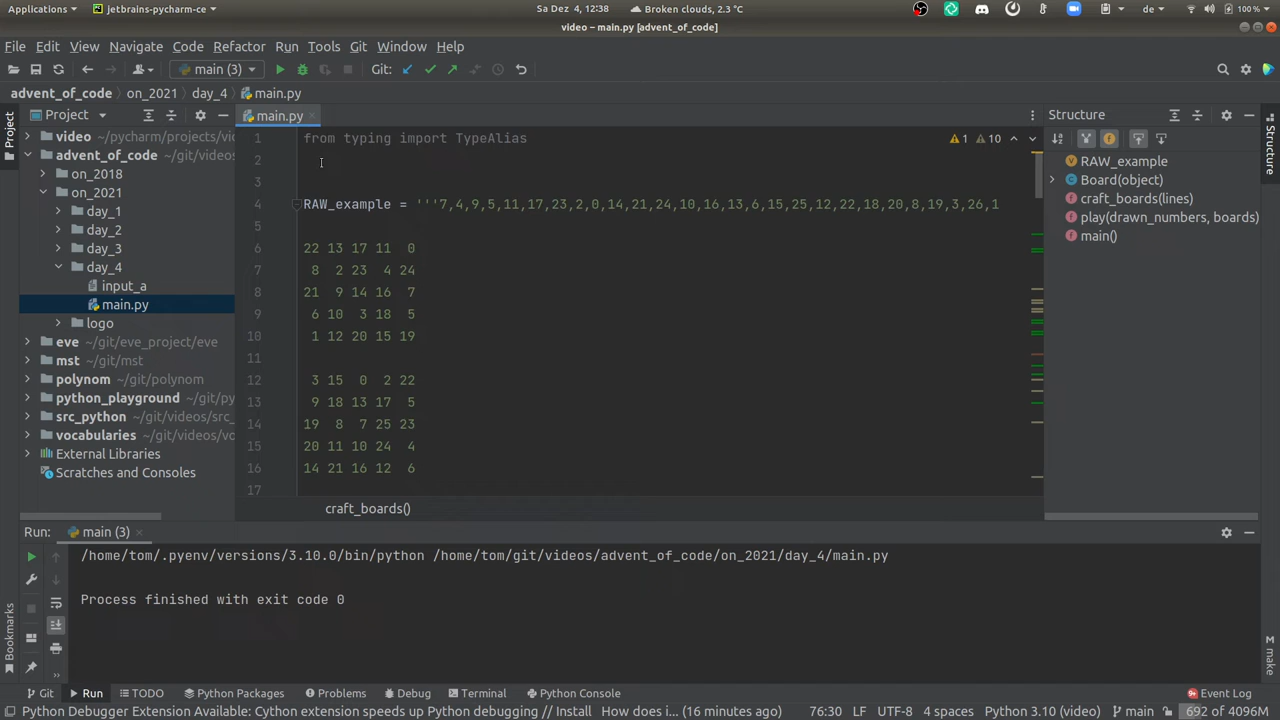 Applications jetbrains-pycharm-ce Sa Dez 4, 12:38 Broken clouds, 2.3 °C de 100 %
video – main.py [advent_of_code]
File Edit View Navigate Code Refactor Run Tools Git Window Help
main (3) Git:
advent_of_code on_2021 day_4 main.py
Project
main.py
Structure
video ~/pycharm/projects/vi
advent_of_code ~/git/videos
on_2018
on_2021
day_1
day_2
day_3
day_4
input_a
main.py
logo
eve ~/git/eve_project/eve
mst ~/git/mst
polynom ~/git/polynom
python_playground ~/git/vid
src_python ~/git/videos/src_
vocabularies ~/git/videos/vo
External Libraries
Scratches and Consoles
1 from typing import TypeAlias
2
3
4 RAW_example = '''7,4,9,5,11,17,23,2,0,14,21,24,10,16,13,6,15,25,12,22,18,20,8,19,3,26,1
5
6 22 13 17 11  0
7  8  2 23  4 24
8 21  9 14 16  7
9  6 10  3 18  5
10  1 12 20 15 19
11
12  3 15  0  2 22
13  9 18 13 17  5
14 19  8  7 25 23
15 20 11 10 24  4
16 14 21 16 12  6
17
1 10
craft_boards()
RAW_example
Board(object)
craft_boards(lines)
play(drawn_numbers, boards)
main()
Project
Bookmarks
Structure
make
Run: main (3)
/home/tom/.pyenv/versions/3.10.0/bin/python /home/tom/git/videos/advent_of_code/on_2021/day_4/main.py
Process finished with exit code 0
Git Run TODO Python Packages Problems Debug Terminal Python Console 9+ Event Log
Python Debugger Extension Available: Cython extension speeds up Python debugging // Install How does i... (16 minutes ago) 76:30 LF UTF-8 4 spaces Python 3.10 (video) main 692 of 4096M